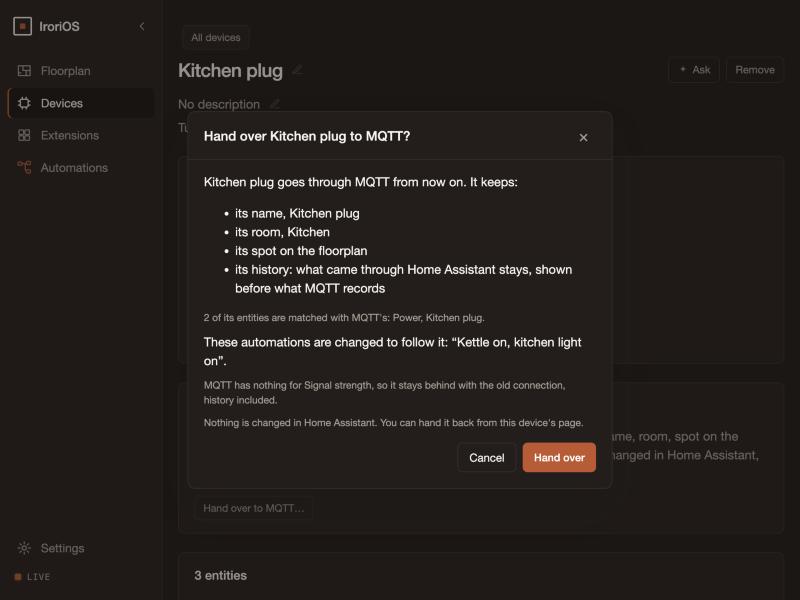 IroriOS
Floorplan
Devices
Extensions
Automations
Settings
LIVE
All devices
Kitchen plug
Ask
Remove
No description
Hand over Kitchen plug to MQTT?
Kitchen plug goes through MQTT from now on. It keeps:
• its name, Kitchen plug
• its room, Kitchen
• its spot on the floorplan
• its history: what came through Home Assistant stays, shown
before what MQTT records
2 of its entities are matched with MQTT's: Power, Kitchen plug.
These automations are changed to follow it: “Kettle on, kitchen light
on”.
MQTT has nothing for Signal strength, so it stays behind with the old connection,
history included.
Nothing is changed in Home Assistant. You can hand it back from this device's page.
Cancel
Hand over
room, spot on the
in Home Assistant,
Hand over to MQTT…
3 entities